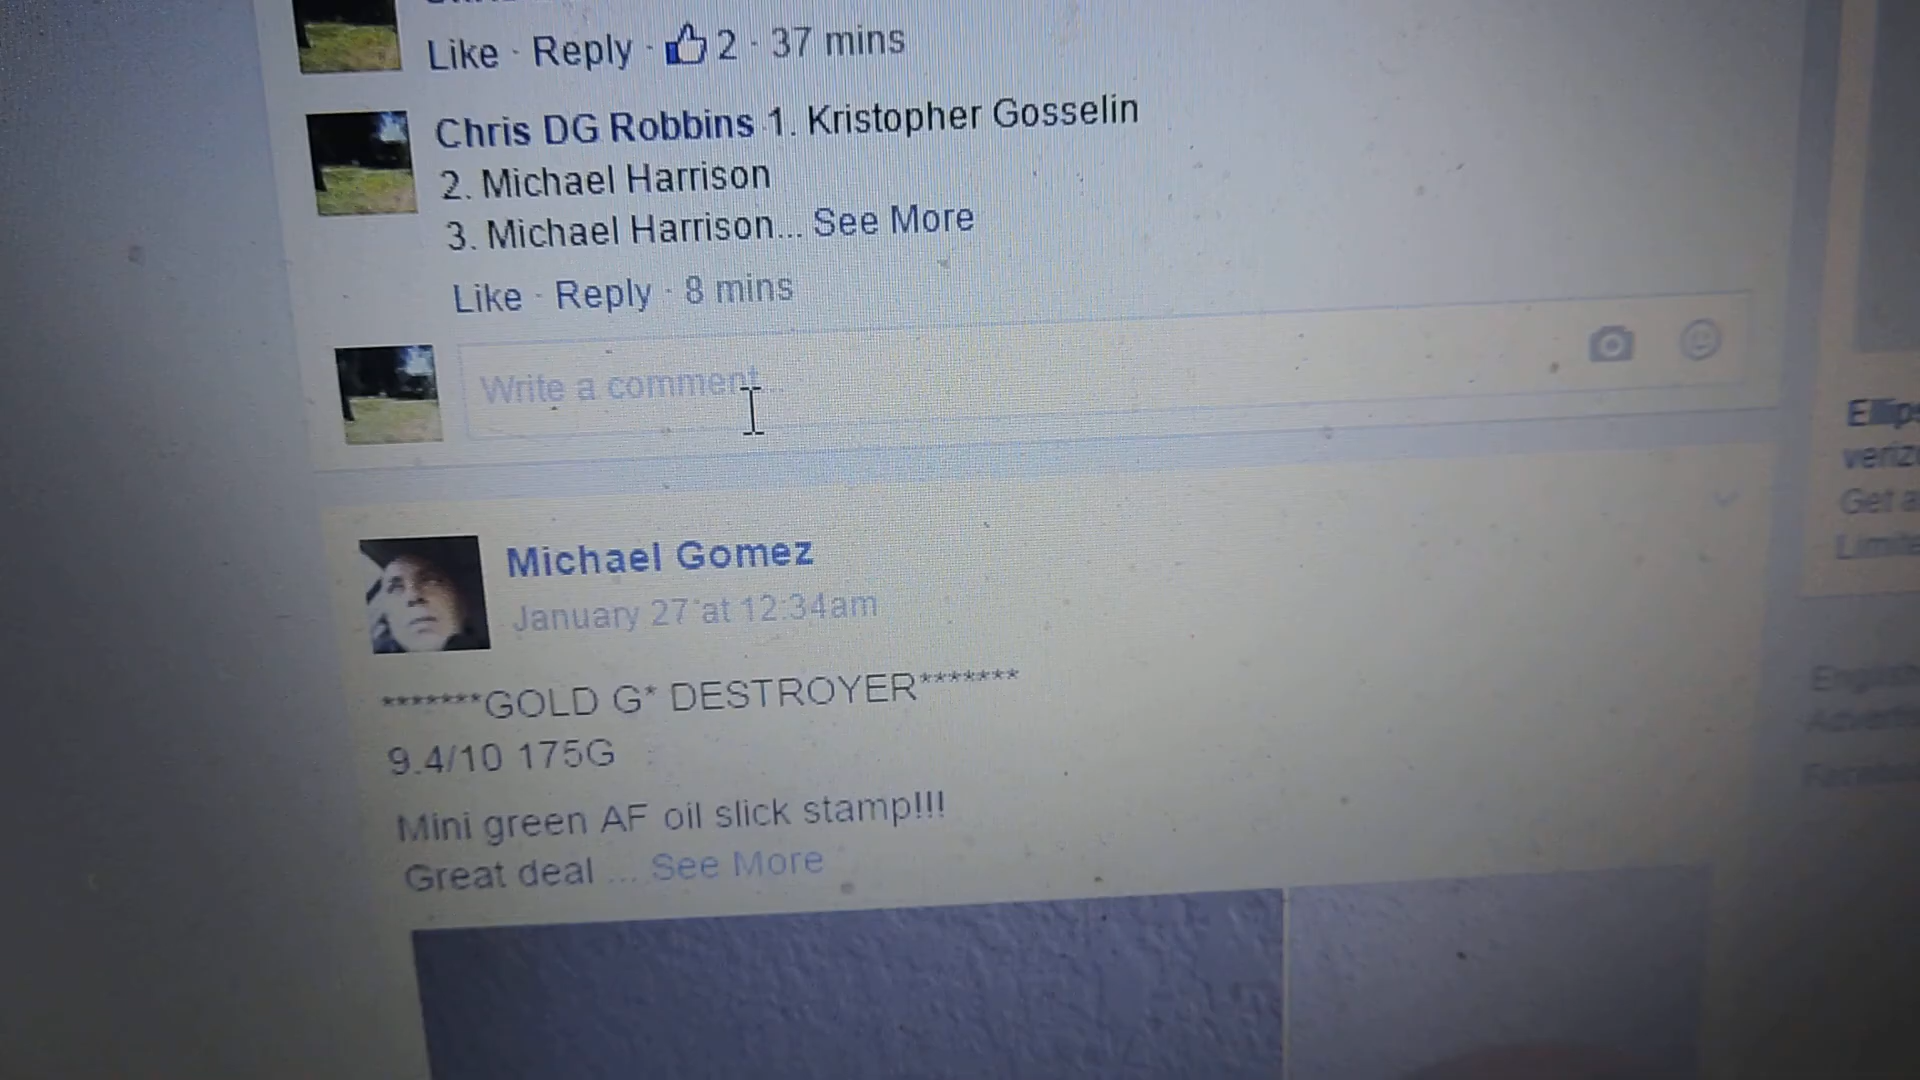 Like · Reply · 2 · 37 mins
Chris DG Robbins 1. Kristopher Gosselin
2. Michael Harrison
3. Michael Harrison... See More
Like · Reply · 8 mins
Write a comment...
Michael Gomez
January 27 at 12:34am
*******GOLD G* DESTROYER*******
9.4/10 175G
Mini green AF oil slick stamp!!!
Great deal ... See More
Get a